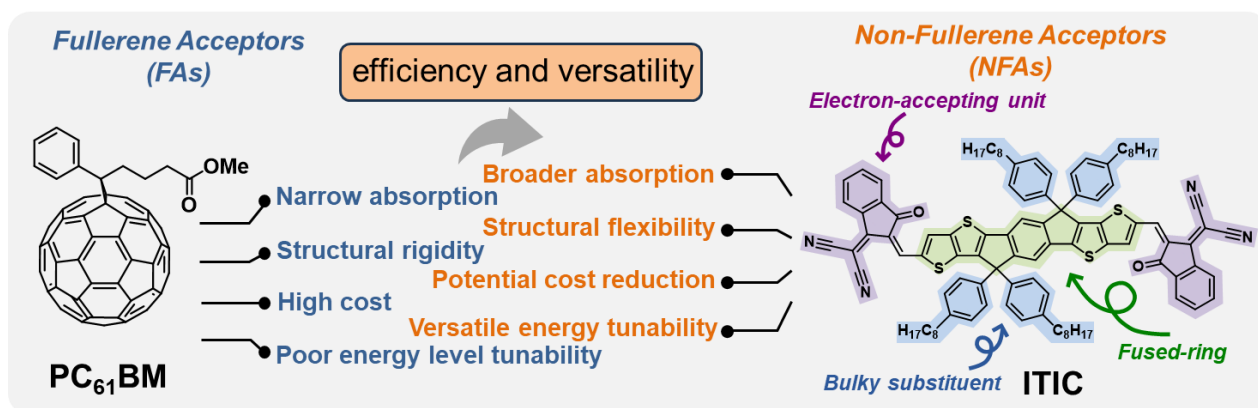 Fullerene Acceptors
(FAs)
efficiency and versatility
Non-Fullerene Acceptors
(NFAs)
Electron-accepting unit
OMe
O
Narrow absorption
Structural rigidity
High cost
Poor energy level tunability
PC61BM
Broader absorption
Structural flexibility
Potential cost reduction
Versatile energy tunability
H17C8
C8H17
N
N
O
S
S
N
N
S
S
O
N
N
H17C8
C8H17
Bulky substituent
Fused-ring
ITIC